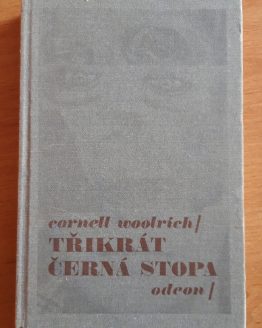 cornell woolrich/
TŘIKRÁT
ČERNÁ STOPA
odeon/